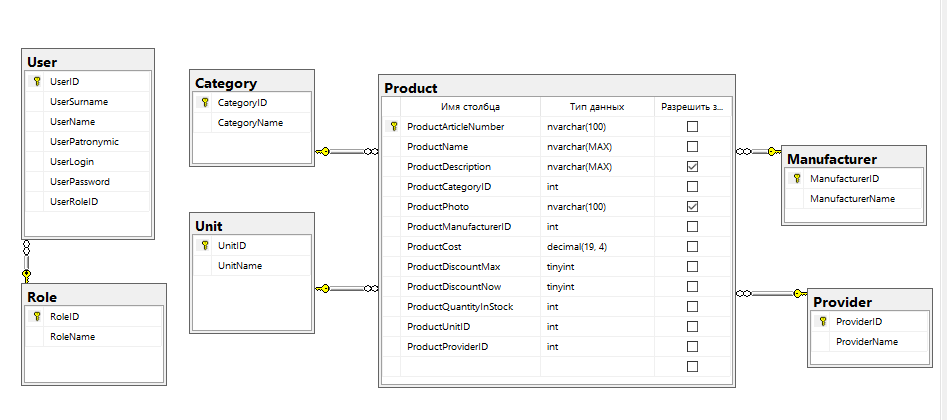 User
UserID
UserSurname
UserName
UserPatronymic
UserLogin
UserPassword
UserRoleID
Role
RoleID
RoleName
Category
CategoryID
CategoryName
Unit
UnitID
UnitName
Product
Имя столбца Тип данных Разрешить з...
ProductArticleNumber nvarchar(100)
ProductName nvarchar(MAX)
ProductDescription nvarchar(MAX)
ProductCategoryID int
ProductPhoto nvarchar(100)
ProductManufacturerID int
ProductCost decimal(19, 4)
ProductDiscountMax tinyint
ProductDiscountNow tinyint
ProductQuantityInStock int
ProductUnitID int
ProductProviderID int
Manufacturer
ManufacturerID
ManufacturerName
Provider
ProviderID
ProviderName